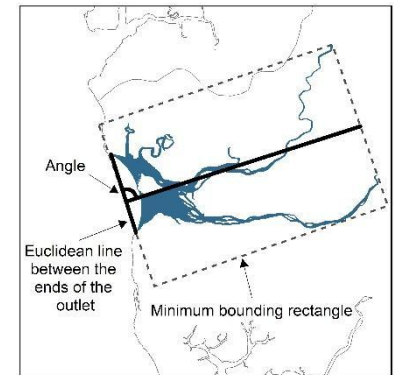 Angle
Euclidean line
between the
ends of the
outlet
Minimum bounding rectangle